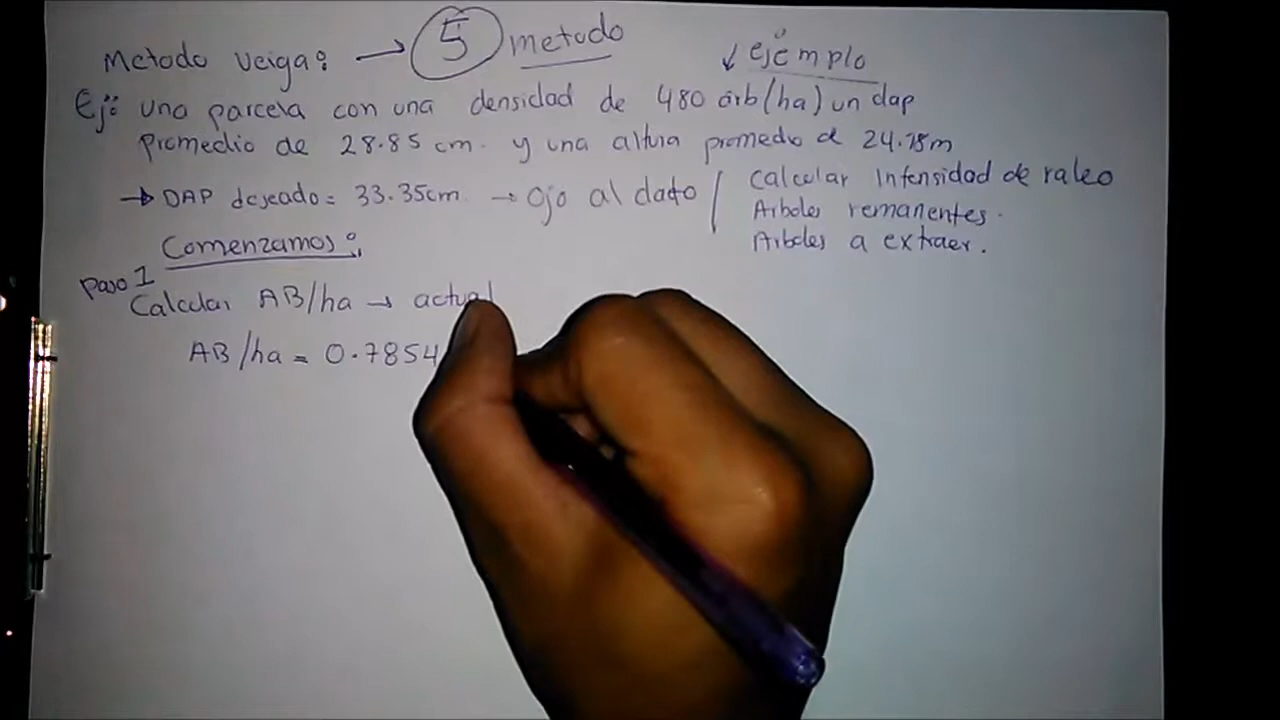 Metodo Veiga: → 5 metodo
↓ ejemplo
Ej: una parcela con una densidad de 480 árb(ha) un dap
Promedio de 28.85 cm. y una altura promedio de 24.75m
→ DAP deseado = 33.35cm. → Ojo al dato / Calcular Intensidad de raleo
Arboles remanentes.
Arboles a extraer.
Comenzamos:
Paso 1
Calcular AB/ha → actual
AB/ha = 0.7854